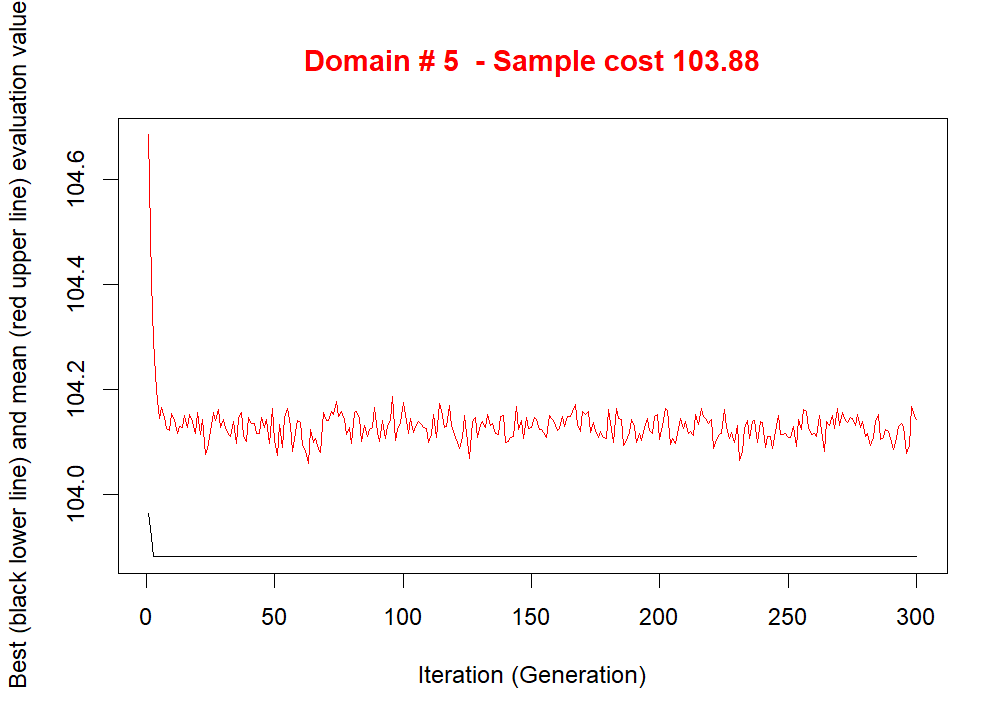 Domain # 5  - Sample cost 103.88
Best (black lower line) and mean (red upper line) evaluation value
104.6
104.4
104.2
104.0
0 50 100 150 200 250 300
Iteration (Generation)